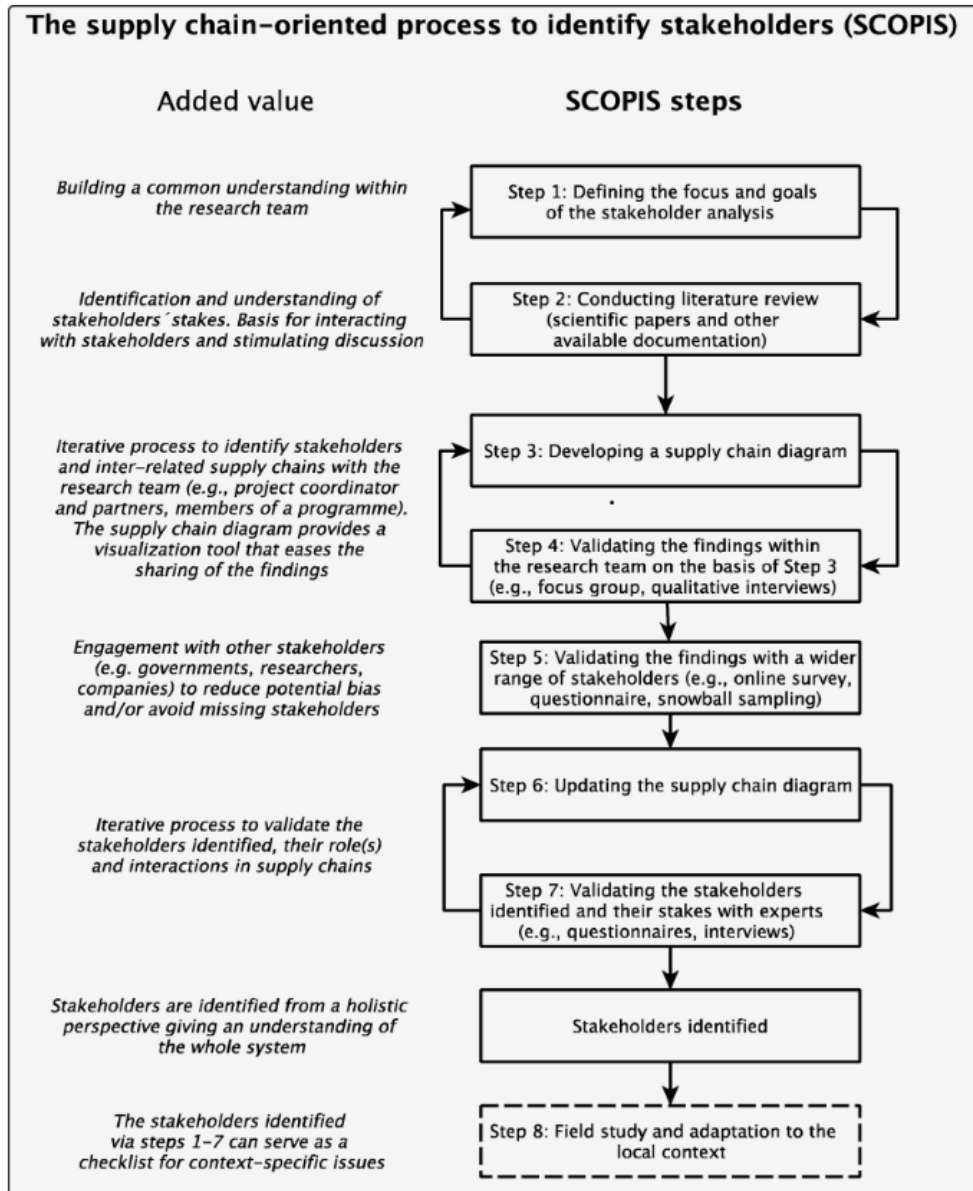 The supply chain-oriented process to identify stakeholders (SCOPIS)
Added value
SCOPIS steps
Building a common understanding within
the research team
Step 1: Defining the focus and goals
of the stakeholder analysis
Identification and understanding of
stakeholders´stakes. Basis for interacting
with stakeholders and stimulating discussion
Step 2: Conducting literature review
(scientific papers and other
available documentation)
Iterative process to identify stakeholders
and inter-related supply chains with the
research team (e.g., project coordinator
and partners, members of a programme).
The supply chain diagram provides a
visualization tool that eases the
sharing of the findings
Step 3: Developing a supply chain diagram
Step 4: Validating the findings within
the research team on the basis of Step 3
(e.g., focus group, qualitative interviews)
Engagement with other stakeholders
(e.g. governments, researchers,
companies) to reduce potential bias
and/or avoid missing stakeholders
Step 5: Validating the findings with a wider
range of stakeholders (e.g., online survey,
questionnaire, snowball sampling)
Step 6: Updating the supply chain diagram
Iterative process to validate the
stakeholders identified, their role(s)
and interactions in supply chains
Step 7: Validating the stakeholders
identified and their stakes with experts
(e.g., questionnaires, interviews)
Stakeholders are identified from a holistic
perspective giving an understanding of
the whole system
Stakeholders identified
The stakeholders identified
via steps 1-7 can serve as a
checklist for context-specific issues
Step 8: Field study and adaptation to the
local context